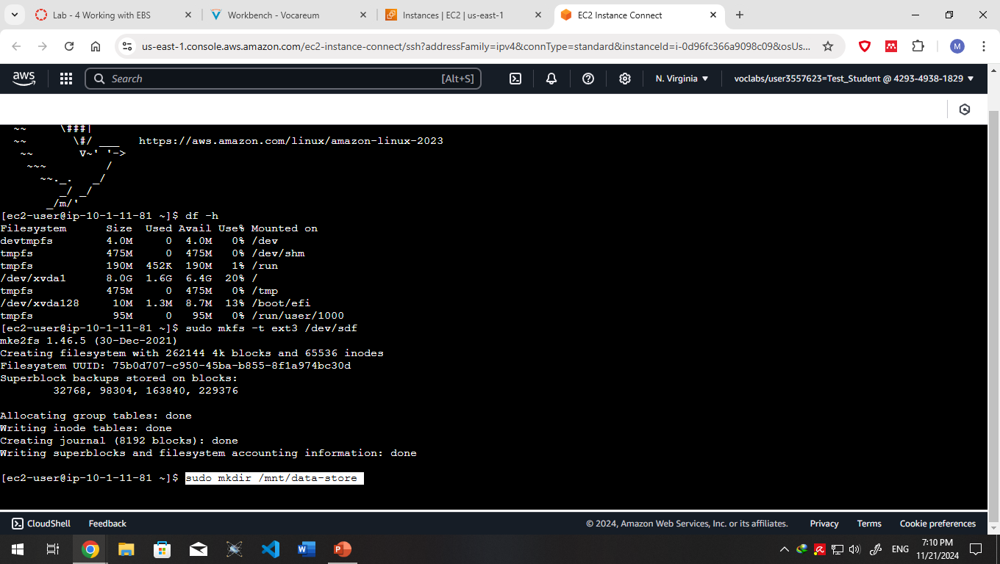 Lab - 4 Working with EBS
Workbench - Vocareum
Instances | EC2 | us-east-1
EC2 Instance Connect
us-east-1.console.aws.amazon.com/ec2-instance-connect/ssh?addressFamily=ipv4&connType=standard&instanceId=i-0d96fc366a9098c09&osUs...
M
aws
Search
[Alt+S]
N. Virginia
voclabs/user3557623=Test_Student @ 4293-4938-1829
~~      \###|
~~       \#/ ___   https://aws.amazon.com/linux/amazon-linux-2023
~~       V~' '->
~~~         /
~~._.   _/
_/ _/
_/m/'
[ec2-user@ip-10-1-11-81 ~]$ df -h
Filesystem      Size  Used Avail Use% Mounted on
devtmpfs        4.0M     0  4.0M   0% /dev
tmpfs           475M     0  475M   0% /dev/shm
tmpfs           190M  452K  190M   1% /run
/dev/xvda1      8.0G  1.6G  6.4G  20% /
tmpfs           475M     0  475M   0% /tmp
/dev/xvda128     10M  1.3M  8.7M  13% /boot/efi
tmpfs            95M     0   95M   0% /run/user/1000
[ec2-user@ip-10-1-11-81 ~]$ sudo mkfs -t ext3 /dev/sdf
mke2fs 1.46.5 (30-Dec-2021)
Creating filesystem with 262144 4k blocks and 65536 inodes
Filesystem UUID: 75b0d707-c950-45ba-b855-8f1a974bc30d
Superblock backups stored on blocks:
32768, 98304, 163840, 229376
Allocating group tables: done
Writing inode tables: done
Creating journal (8192 blocks): done
Writing superblocks and filesystem accounting information: done
[ec2-user@ip-10-1-11-81 ~]$ sudo mkdir /mnt/data-store
CloudShell
Feedback
© 2024, Amazon Web Services, Inc. or its affiliates.
Privacy
Terms
Cookie preferences
ENG
7:10 PM
11/21/2024